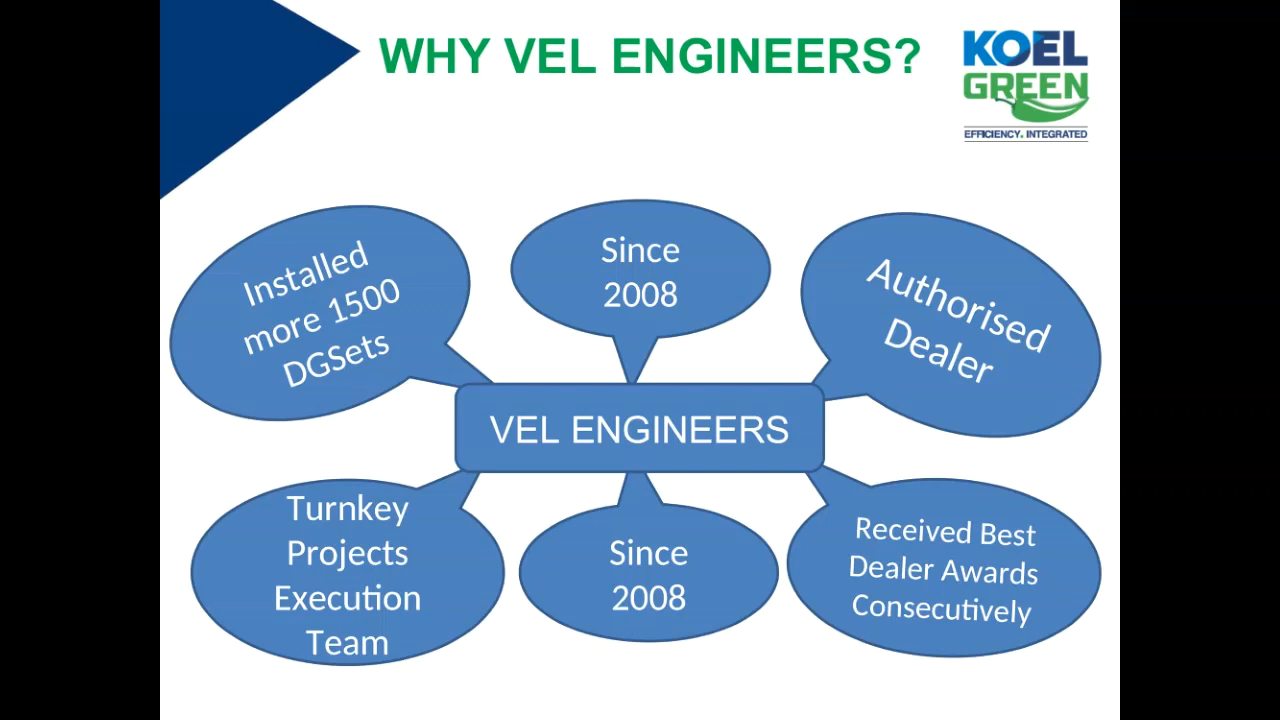 WHY VEL ENGINEERS?
KOEL
GREEN
EFFICIENCY. INTEGRATED
Installed
more 1500
DGSets
Since
2008
Authorised
Dealer
VEL ENGINEERS
Turnkey
Projects
Execution
Team
Since
2008
Received Best
Dealer Awards
Consecutively